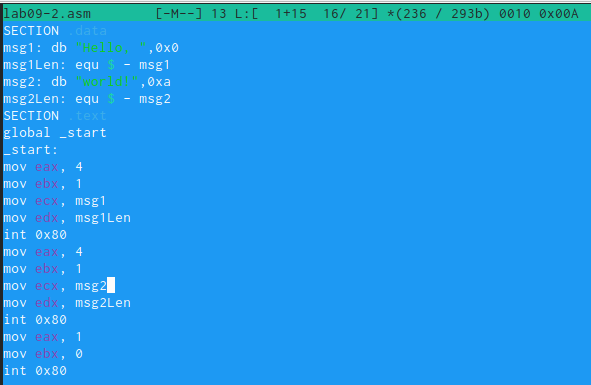 lab09-2.asm [-M--] 13 L:[ 1+15 16/ 21] *(236 / 293b) 0010 0x00A
SECTION .data
msg1: db "Hello, ",0x0
msg1Len: equ $ - msg1
msg2: db "world!",0xa
msg2Len: equ $ - msg2
SECTION .text
global _start
_start:
mov eax, 4
mov ebx, 1
mov ecx, msg1
mov edx, msg1Len
int 0x80
mov eax, 4
mov ebx, 1
mov ecx, msg2
mov edx, msg2Len
int 0x80
mov eax, 1
mov ebx, 0
int 0x80